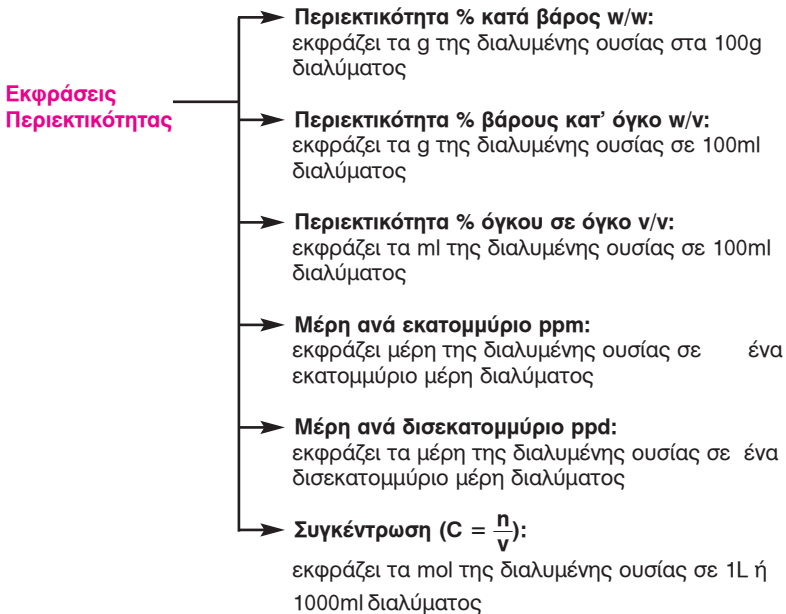 Εκφράσεις
Περιεκτικότητας
Περιεκτικότητα % κατά βάρος w/w:
εκφράζει τα g της διαλυμένης ουσίας στα 100g
διαλύματος
Περιεκτικότητα % βάρους κατ’ όγκο w/v:
εκφράζει τα g της διαλυμένης ουσίας σε 100ml
διαλύματος
Περιεκτικότητα % όγκου σε όγκο v/v:
εκφράζει τα ml της διαλυμένης ουσίας σε 100ml
διαλύματος
Μέρη ανά εκατομμύριο ppm:
εκφράζει μέρη της διαλυμένης ουσίας σε ένα
εκατομμύριο μέρη διαλύματος
Μέρη ανά δισεκατομμύριο ppd:
εκφράζει τα μέρη της διαλυμένης ουσίας σε ένα
δισεκατομμύριο μέρη διαλύματος
Συγκέντρωση (C = n/v):
εκφράζει τα mol της διαλυμένης ουσίας σε 1L ή
1000ml διαλύματος